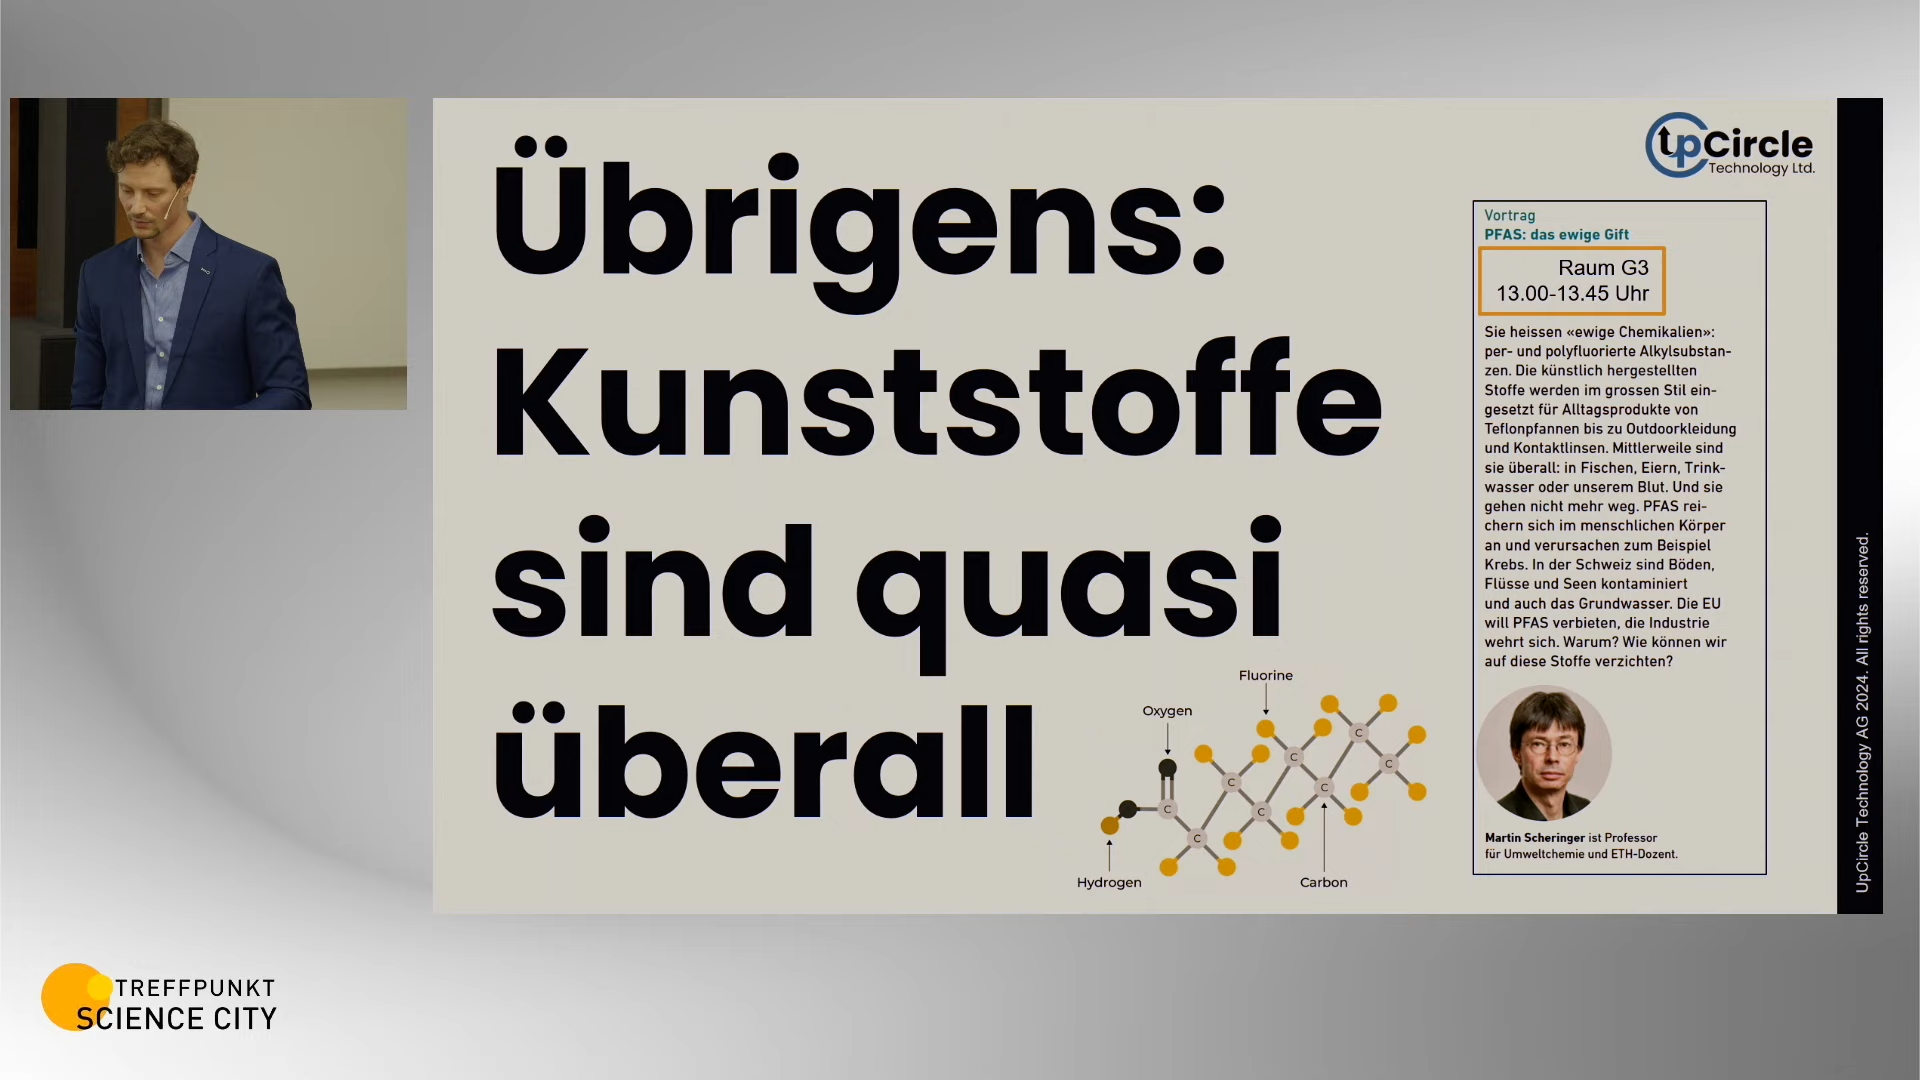 Übrigens:
Kunststoffe
sind quasi
überall
Fluorine
Oxygen
C
C
C
C
C
C
C
C
Hydrogen
Carbon
UpCircle
Technology Ltd.
Vortrag
PFAS: das ewige Gift
Raum G3
13.00-13.45 Uhr
Sie heissen «ewige Chemikalien»:
per- und polyfluorierte Alkylsubstan-
zen. Die künstlich hergestellten
Stoffe werden im grossen Stil ein-
gesetzt für Alltagsprodukte von
Teflonpfannen bis zu Outdoorkleidung
und Kontaktlinsen. Mittlerweile sind
sie überall: in Fischen, Eiern, Trink-
wasser oder unserem Blut. Und sie
gehen nicht mehr weg. PFAS rei-
chern sich im menschlichen Körper
an und verursachen zum Beispiel
Krebs. In der Schweiz sind Böden,
Flüsse und Seen kontaminiert
und auch das Grundwasser. Die EU
will PFAS verbieten, die Industrie
wehrt sich. Warum? Wie können wir
auf diese Stoffe verzichten?
Martin Scheringer ist Professor
für Umweltchemie und ETH-Dozent.
UpCircle Technology AG 2024. All rights reserved.
TREFFPUNKT
SCIENCE CITY